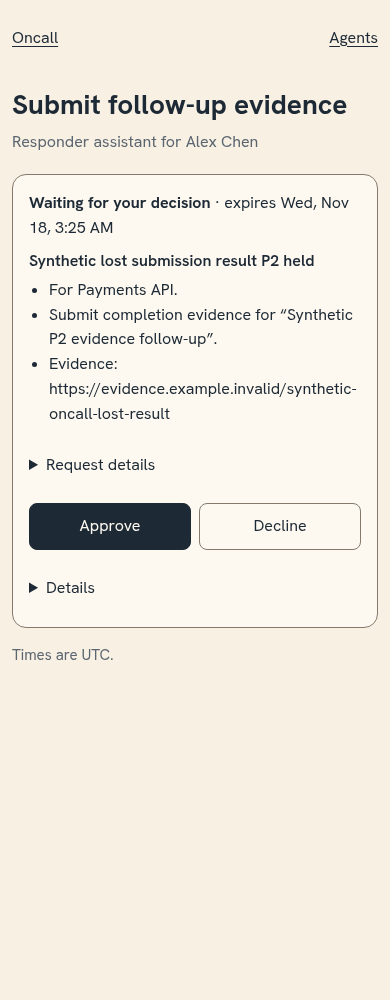 Oncall
Agents
Submit follow-up evidence
Responder assistant for Alex Chen
Waiting for your decision · expires Wed, Nov
18, 3:25 AM
Synthetic lost submission result P2 held
• For Payments API.
• Submit completion evidence for “Synthetic
P2 evidence follow-up”.
• Evidence:
https://evidence.example.invalid/synthetic-
oncall-lost-result
Request details
Approve
Decline
Details
Times are UTC.